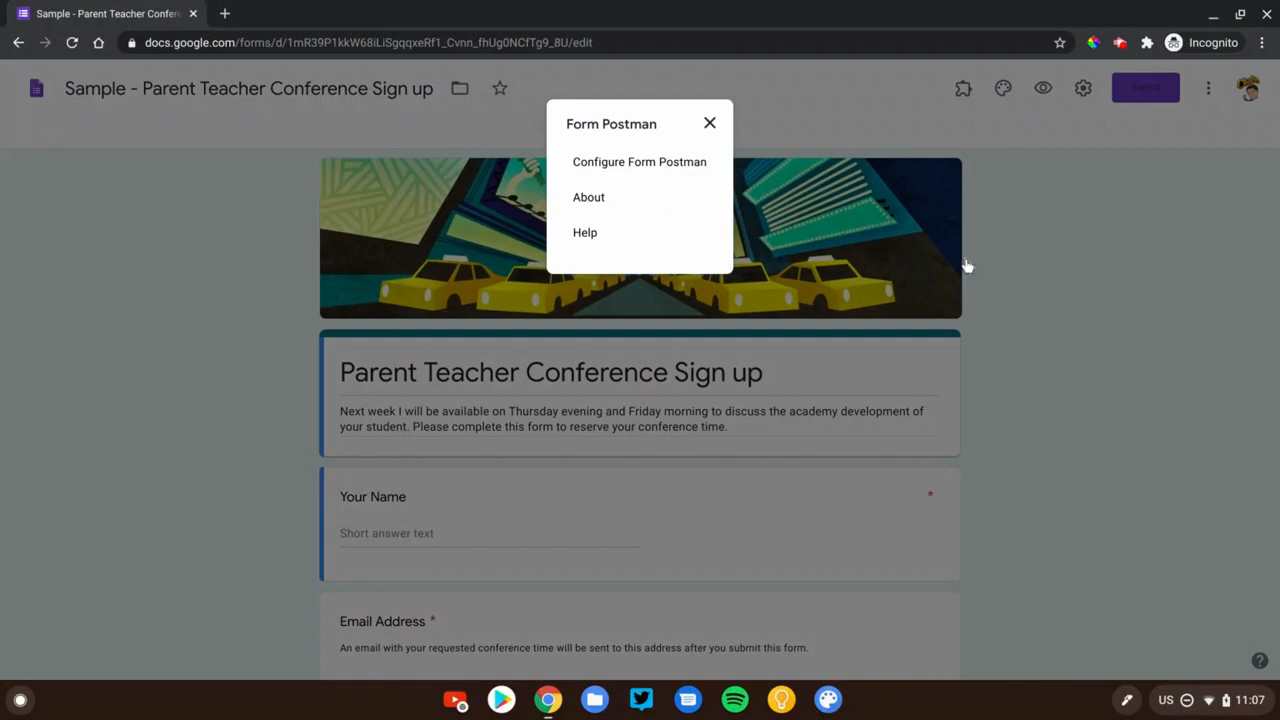 Sample - Parent Teacher Conferen
docs.google.com/forms/d/1mR39P1kkW68iLiSgqqxeRf1_Cvnn_fhUg0NCfTg9_8U/edit
Incognito
Sample - Parent Teacher Conference Sign up
Send
Form Postman
Configure Form Postman
About
Help
Parent Teacher Conference Sign up
Next week I will be available on Thursday evening and Friday morning to discuss the academy development of
your student. Please complete this form to reserve your conference time.
Your Name *
Short answer text
Email Address *
An email with your requested conference time will be sent to this address after you submit this form.
US
11:07